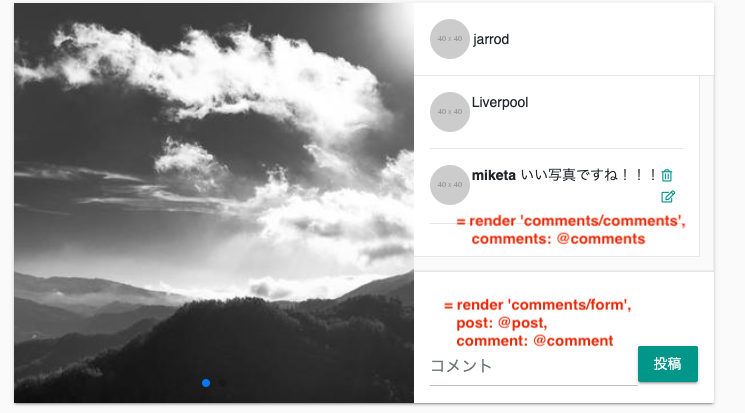 40 x 40
jarrod
40 x 40
Liverpool
40 x 40
miketa いい写真ですね！！！
= render 'comments/comments',
comments: @comments
= render 'comments/form',
post: @post,
comment: @comment
コメント
投稿